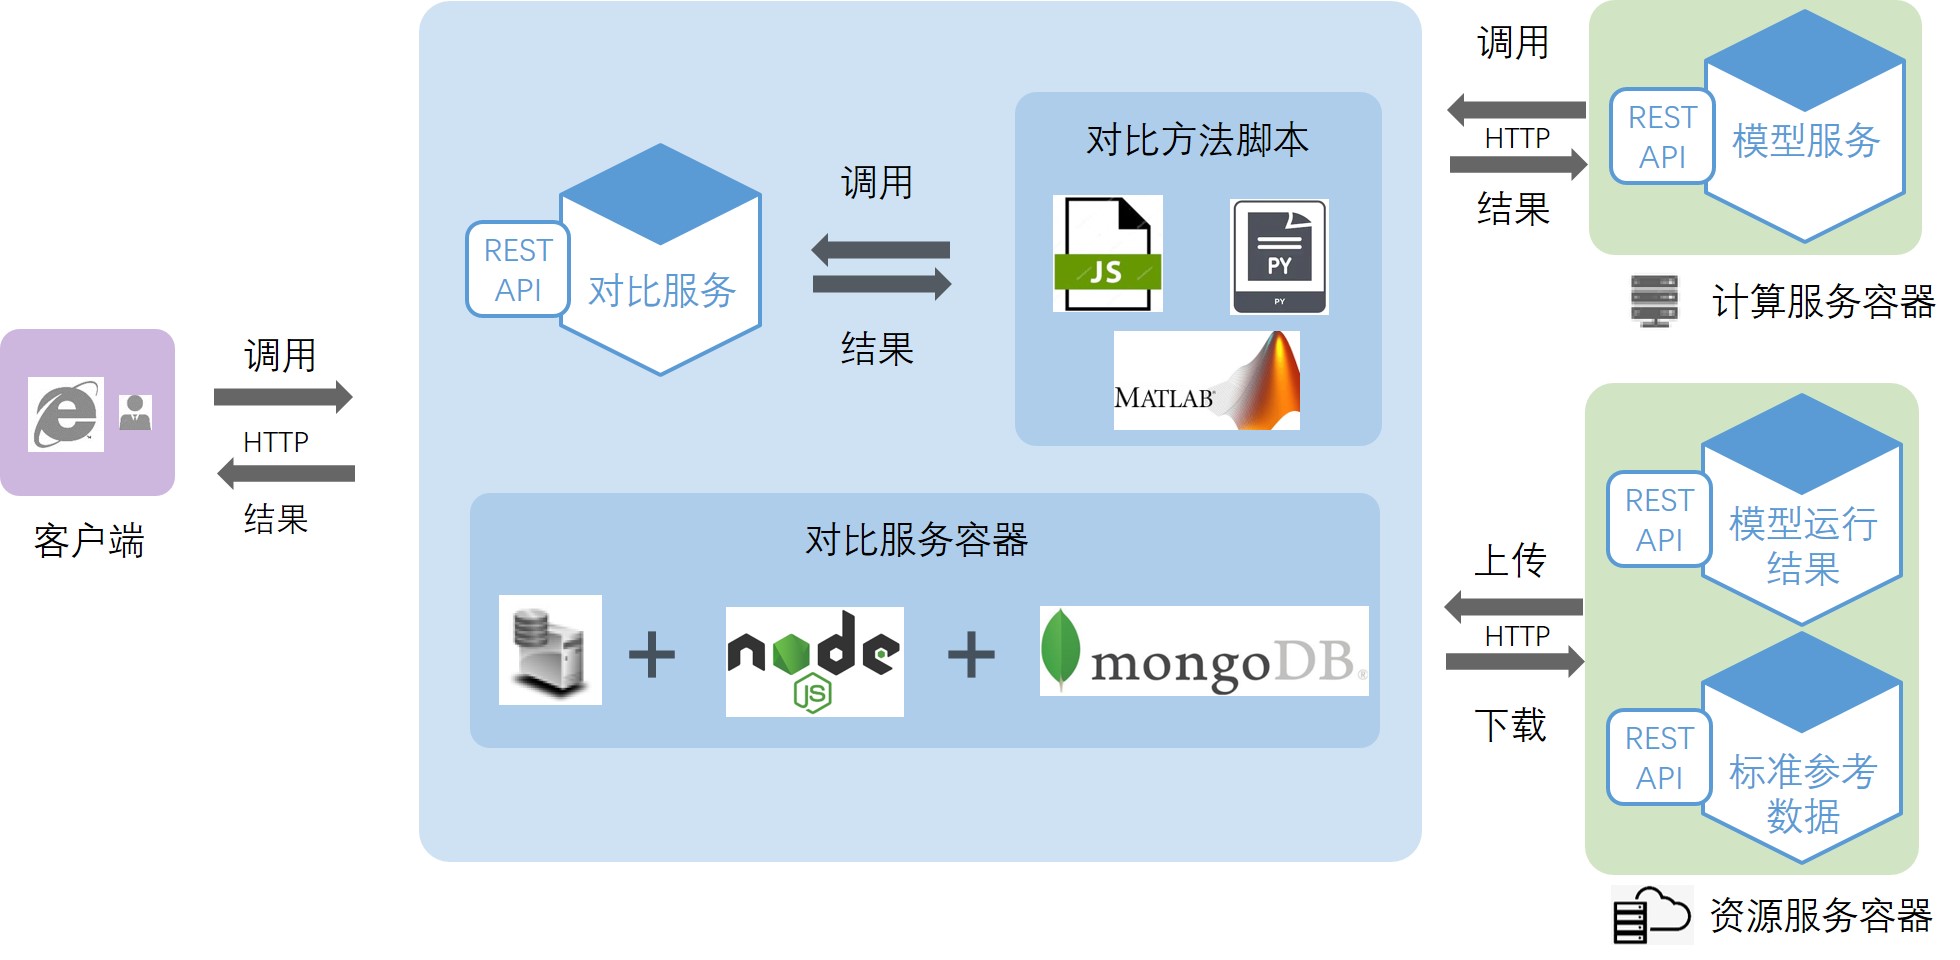 客户端
调用
HTTP
结果
REST
API
对比服务
调用
结果
对比方法脚本
JS
PY
PY
MATLAB
对比服务容器
node
JS
mongoDB
调用
HTTP
结果
REST
API
模型服务
计算服务容器
上传
HTTP
下载
REST
API
模型运行
结果
REST
API
标准参考
数据
资源服务容器